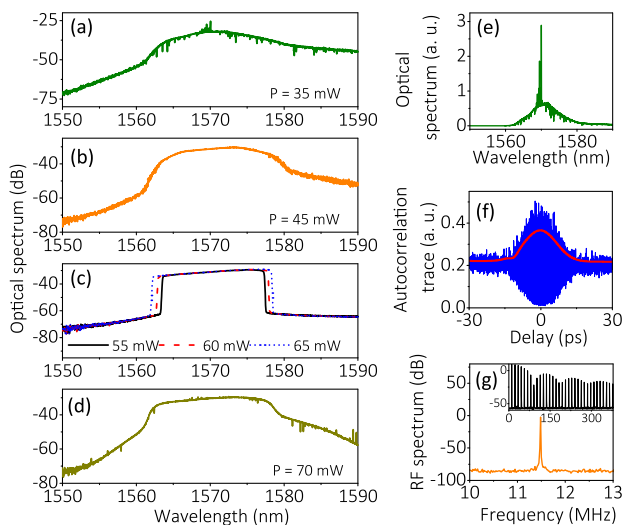 (a)
-25
-50
-75
P = 35 mW
1550 1560 1570 1580 1590
(b)
-40
-60
-80
P = 45 mW
1550 1560 1570 1580 1590
(c)
-40
-60
-80
55 mW 60 mW 65 mW
1550 1560 1570 1580 1590
(d)
-40
-60
-80
P = 70 mW
1550 1560 1570 1580 1590
Wavelength (nm)
Optical spectrum (dB)
(e)
3
2
1
0
1560 1580
Wavelength (nm)
Optical
spectrum (a. u.)
(f)
0.4
0.2
0.0
-30 0 30
Delay (ps)
Autocorrelation
trace (a. u.)
(g)
50
0
-50
-100
0
-50
0 120 240 360
10 11 12 13
Frequency (MHz)
RF spectrum (dB)